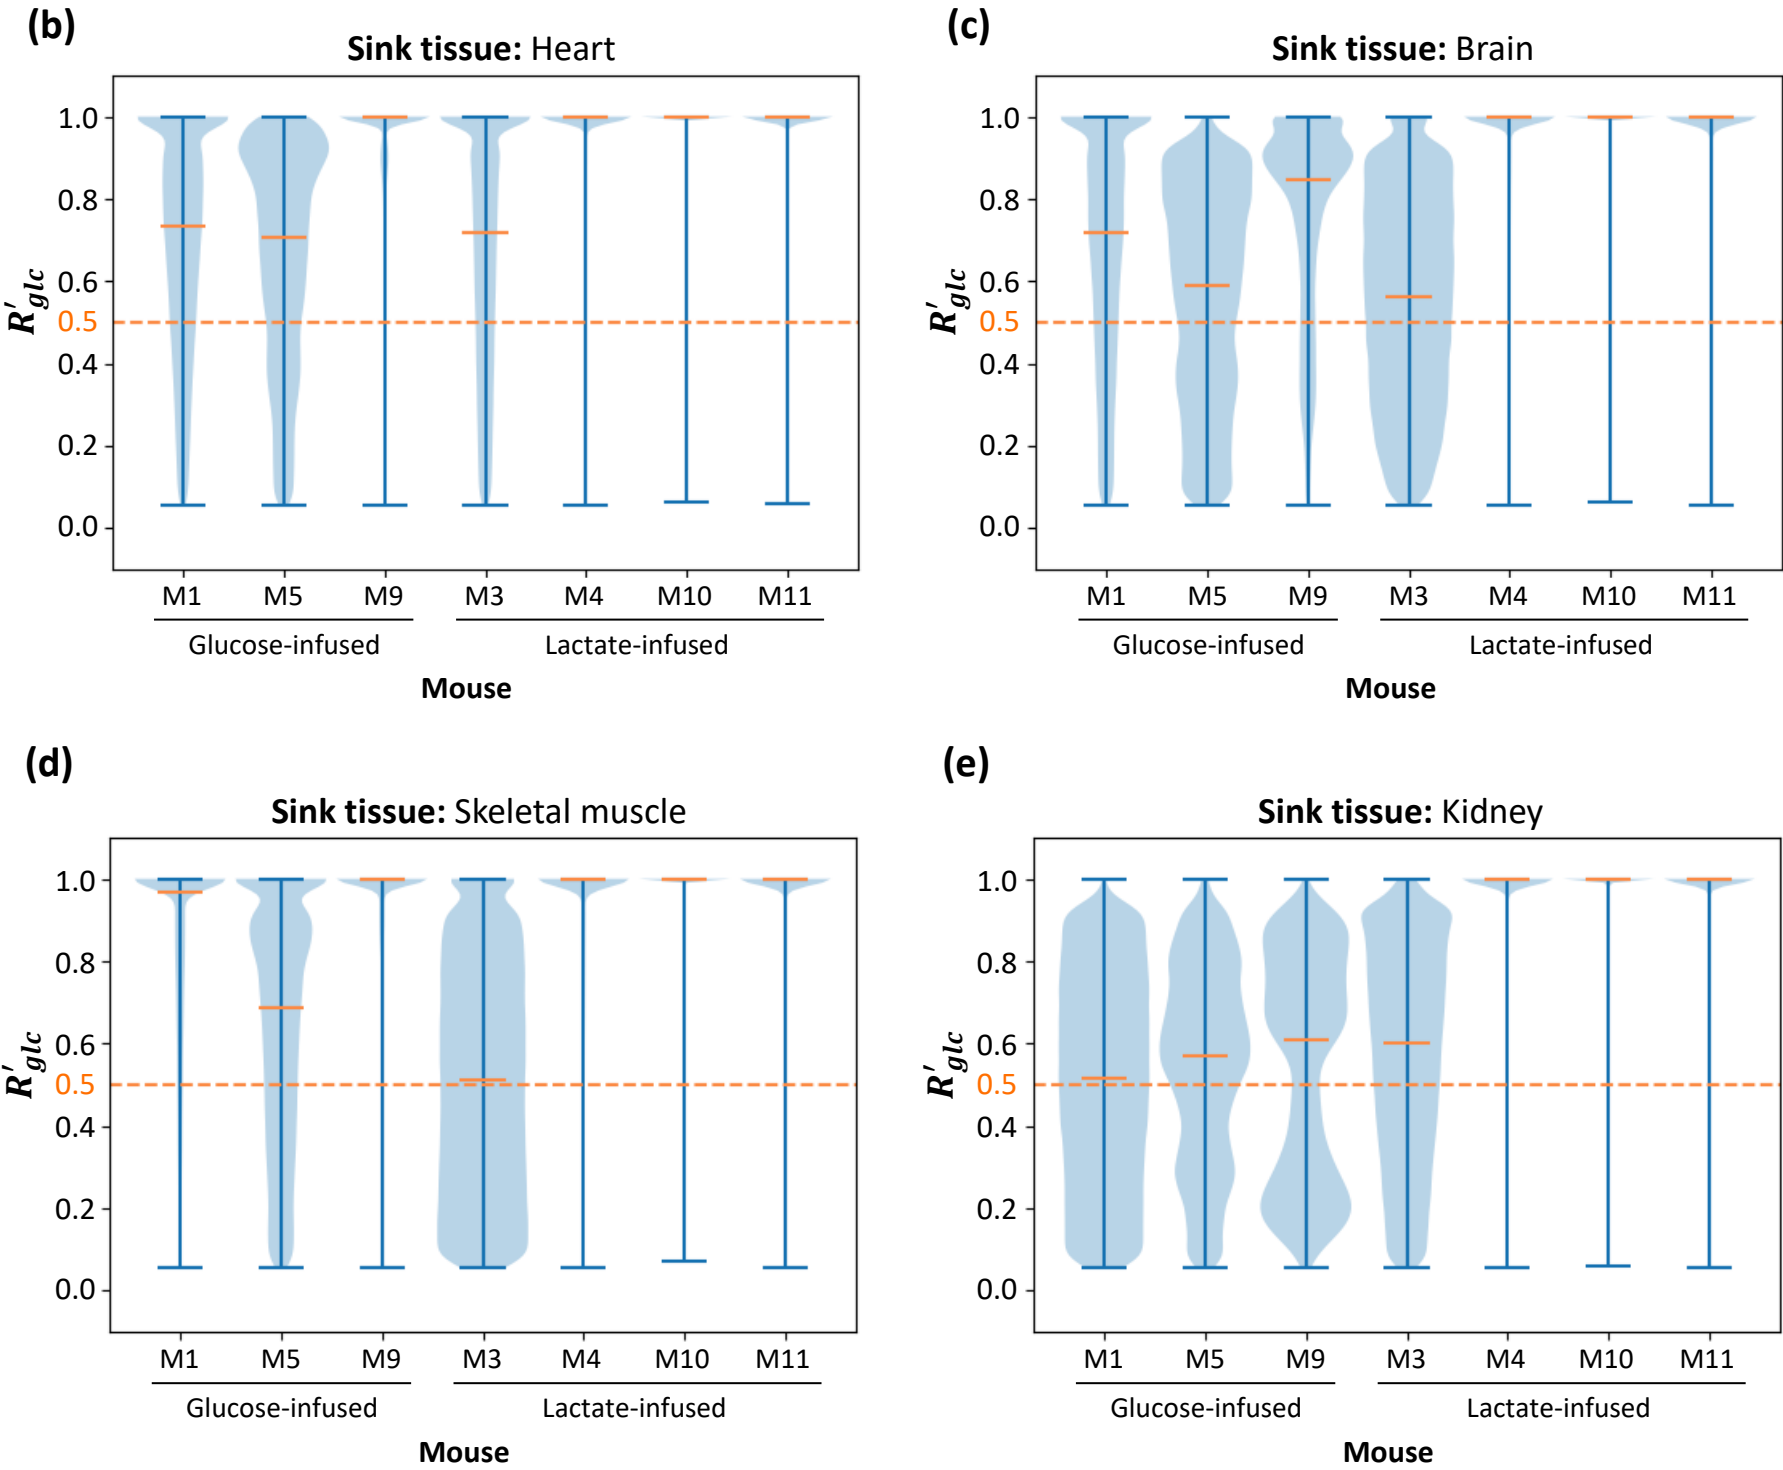 (b)
Sink tissue: Heart
R'glc
1.0
0.8
0.6
0.5
0.4
0.2
0.0
M1 M5 M9 M3 M4 M10 M11
Glucose-infused Lactate-infused
Mouse
(c)
Sink tissue: Brain
R'glc
1.0
0.8
0.6
0.5
0.4
0.2
0.0
M1 M5 M9 M3 M4 M10 M11
Glucose-infused Lactate-infused
Mouse
(d)
Sink tissue: Skeletal muscle
R'glc
1.0
0.8
0.6
0.5
0.4
0.2
0.0
M1 M5 M9 M3 M4 M10 M11
Glucose-infused Lactate-infused
Mouse
(e)
Sink tissue: Kidney
R'glc
1.0
0.8
0.6
0.5
0.4
0.2
0.0
M1 M5 M9 M3 M4 M10 M11
Glucose-infused Lactate-infused
Mouse